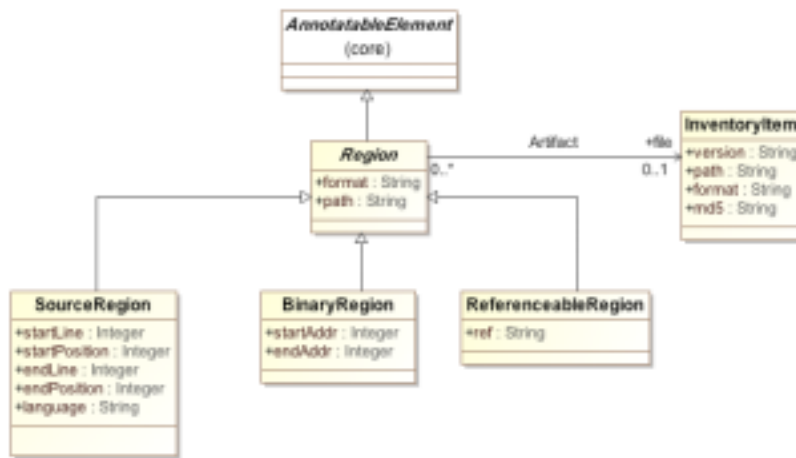 AnnotatableElement
(core)
Region
+format : String
+path : String
0..*
Artifact
+file
0..1
InventoryItem
+version : String
+path : String
+format : String
+md5 : String
SourceRegion
+startLine : Integer
+startPosition : Integer
+endLine : Integer
+endPosition : Integer
+language : String
BinaryRegion
+startAddr : Integer
+endAddr : Integer
ReferenceableRegion
+ref : String